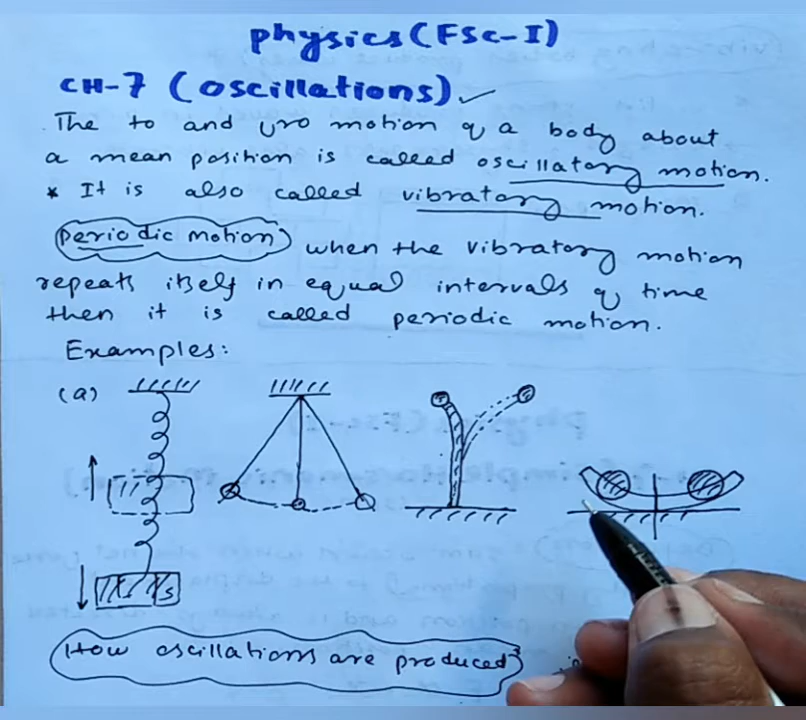 Physics (FSc-I)
CH-7 (oscillations) ✓
The to and fro motion of a body about
a mean position is called oscillatory motion.
* It is also called vibratory motion.
(periodic motion) when the vibratory motion
repeats itself in equal intervals of time
then it is called periodic motion.
Examples:
(a)
How oscillations are produced